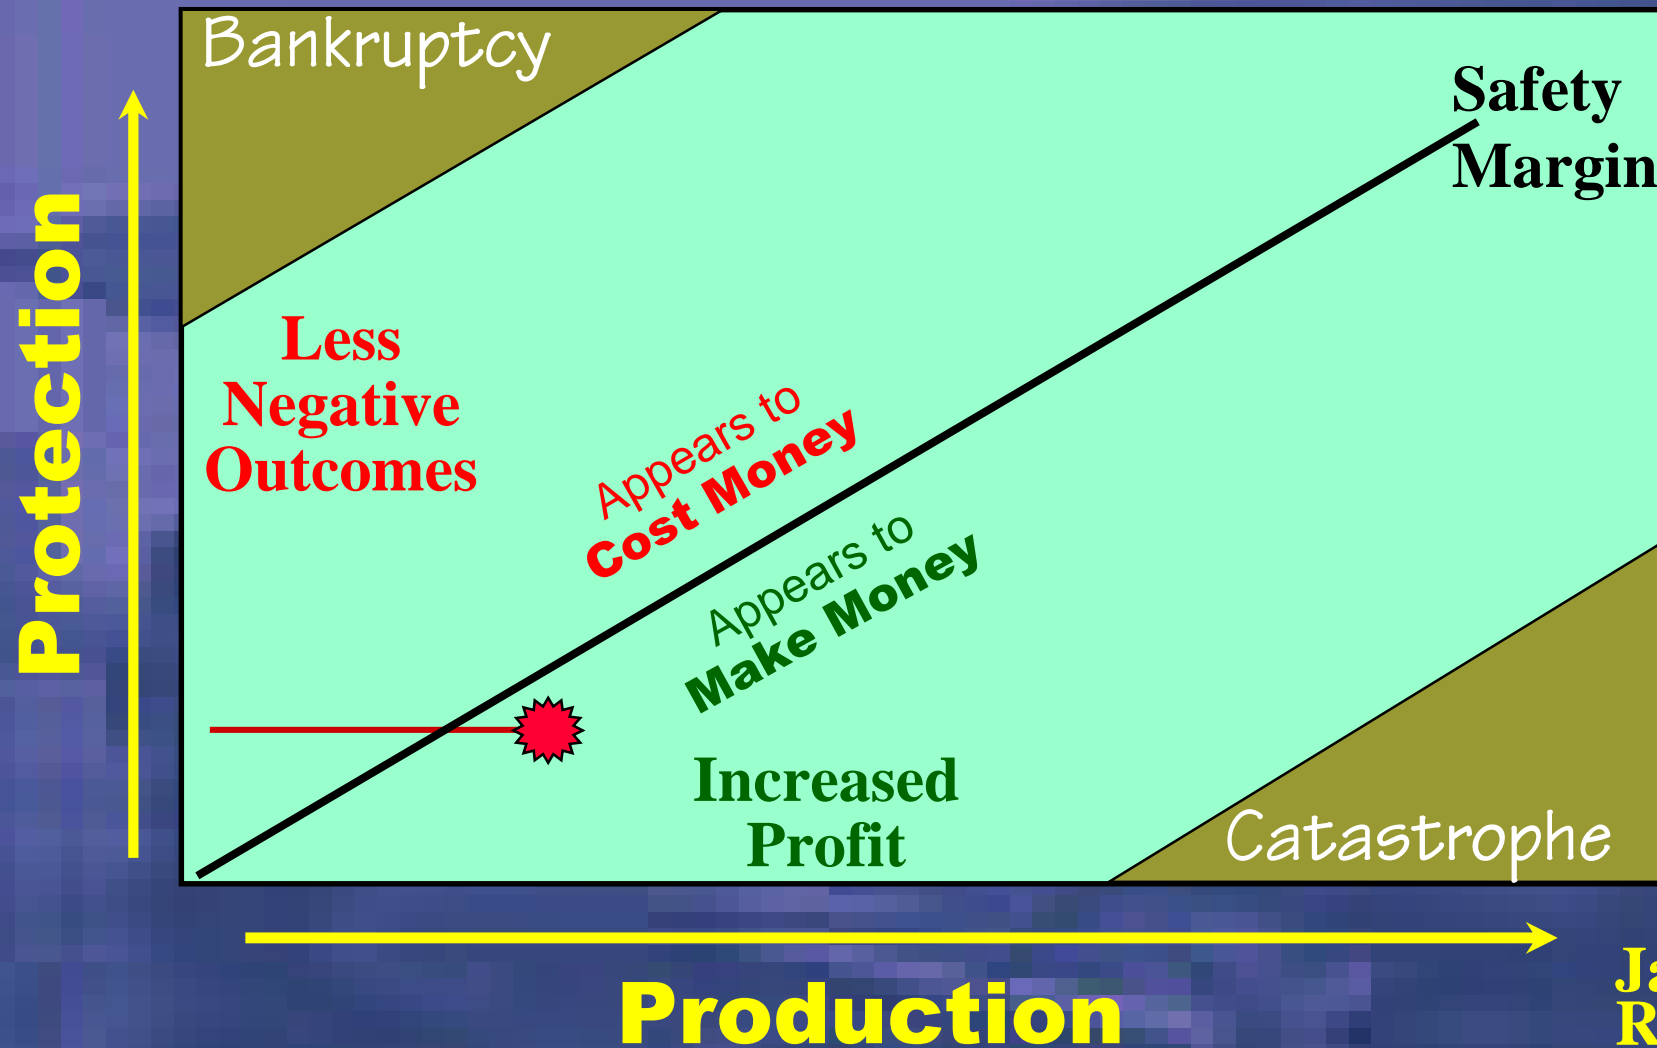 Bankruptcy
Safety
Margin
Protection
Less
Negative
Outcomes
Appears to
Cost Money
Appears to
Make Money
Increased
Profit
Catastrophe
Production